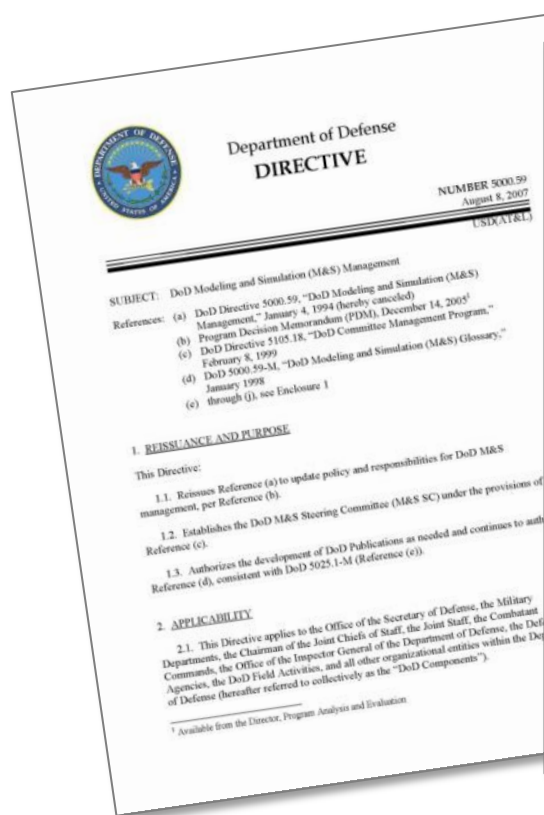 DEPARTMENT OF DEFENSE
UNITED STATES OF AMERICA
Department of Defense
DIRECTIVE
NUMBER 5000.59
August 8, 2007
USD(AT&L)
SUBJECT: DoD Modeling and Simulation (M&S) Management
References: (a) DoD Directive 5000.59, "DoD Modeling and Simulation (M&S)
Management," January 4, 1994 (hereby canceled)
(b) Program Decision Memorandum (PDM), December 14, 2005¹
(c) DoD Directive 5105.18, "DoD Committee Management Program,"
February 8, 1999
(d) DoD 5000.59-M, "DoD Modeling and Simulation (M&S) Glossary,"
January 1998
(e) through (j), see Enclosure 1
1. REISSUANCE AND PURPOSE
This Directive:
1.1. Reissues Reference (a) to update policy and responsibilities for DoD M&S
management, per Reference (b).
1.2. Establishes the DoD M&S Steering Committee (M&S SC) under the provisions of
Reference (c).
1.3. Authorizes the development of DoD Publications as needed and continues to auth
Reference (d), consistent with DoD 5025.1-M (Reference (e)).
2. APPLICABILITY
2.1. This Directive applies to the Office of the Secretary of Defense, the Military
Departments, the Chairman of the Joint Chiefs of Staff, the Joint Staff, the Combatant
Commands, the Office of the Inspector General of the Department of Defense, the Defe
Agencies, the DoD Field Activities, and all other organizational entities within the Dep
of Defense (hereafter referred to collectively as the "DoD Components").
¹ Available from the Director, Program Analysis and Evaluation